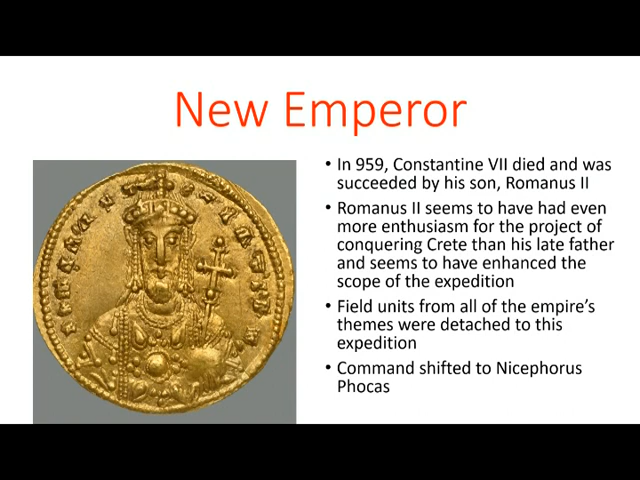 New Emperor
• In 959, Constantine VII died and was
succeeded by his son, Romanus II
• Romanus II seems to have had even
more enthusiasm for the project of
conquering Crete than his late father
and seems to have enhanced the
scope of the expedition
• Field units from all of the empire's
themes were detached to this
expedition
• Command shifted to Nicephorus
Phocas